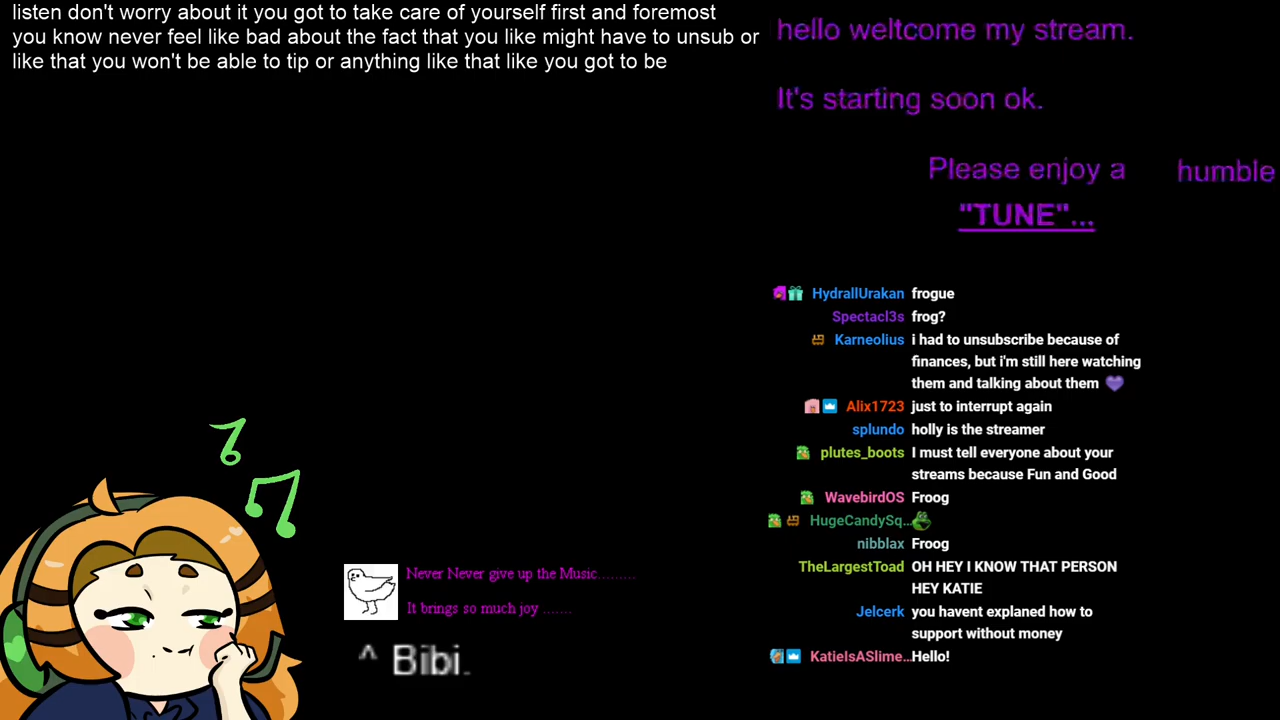 listen don't worry about it you got to take care of yourself first and foremost
you know never feel like bad about the fact that you like might have to unsub or
like that you won't be able to tip or anything like that like you got to be
hello weltcome my stream.
It's starting soon ok.
Please enjoy a humble
"TUNE"...
HydrallUrakan frogue
Spectacl3s frog?
Karneolius i had to unsubscribe because of
finances, but i'm still here watching
them and talking about them
Alix1723 just to interrupt again
splundo holly is the streamer
plutes_boots I must tell everyone about your
streams because Fun and Good
WavebirdOS Froog
HugeCandySq...
nibblax Froog
TheLargestToad OH HEY I KNOW THAT PERSON
HEY KATIE
Jelcerk you havent explaned how to
support without money
KatieIsASlime... Hello!
Never Never give up the Music.........
It brings so much joy .......
^ Bibi.